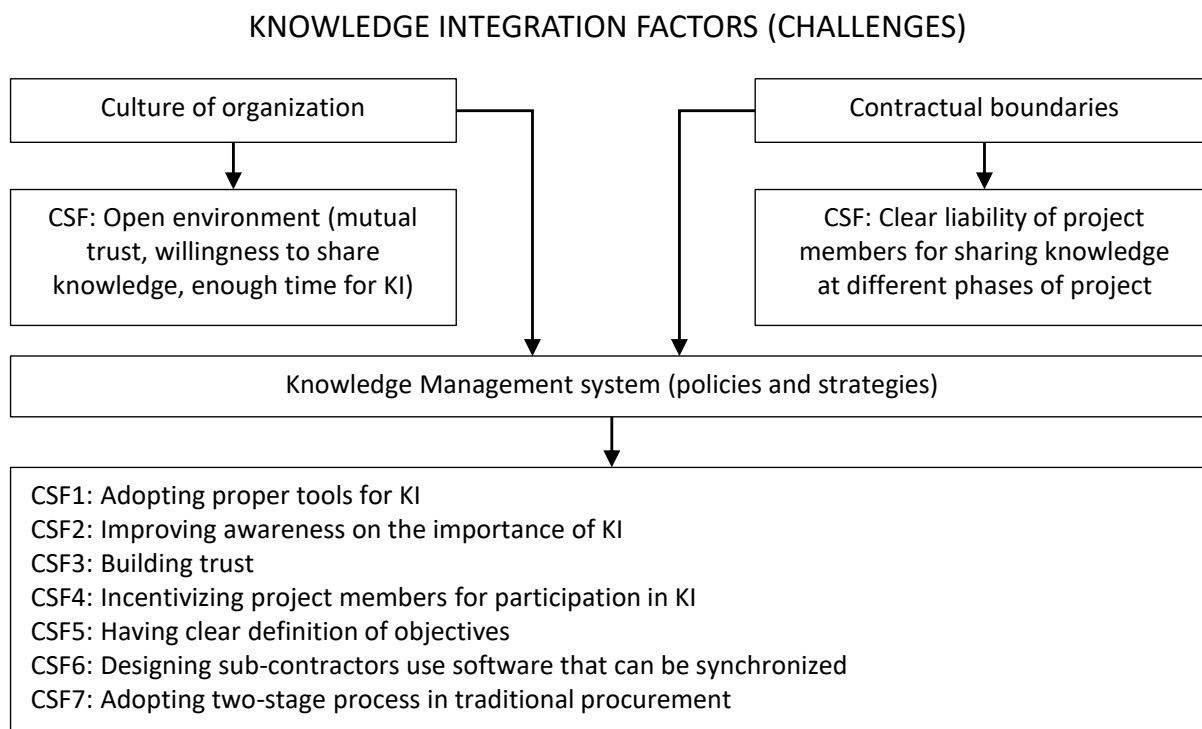 KNOWLEDGE INTEGRATION FACTORS (CHALLENGES)
Culture of organization
Contractual boundaries
CSF: Open environment (mutual
trust, willingness to share
knowledge, enough time for KI)
CSF: Clear liability of project
members for sharing knowledge
at different phases of project
Knowledge Management system (policies and strategies)
CSF1: Adopting proper tools for KI
CSF2: Improving awareness on the importance of KI
CSF3: Building trust
CSF4: Incentivizing project members for participation in KI
CSF5: Having clear definition of objectives
CSF6: Designing sub-contractors use software that can be synchronized
CSF7: Adopting two-stage process in traditional procurement